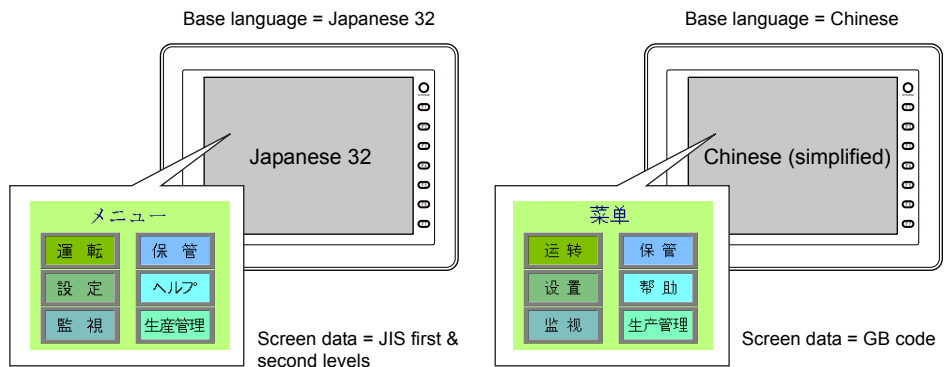 Base language = Japanese 32
Japanese 32
メニュー
運 転
保 管
設 定
ヘルプ
監 視
生産管理
Screen data = JIS first &
second levels
Base language = Chinese
Chinese (simplified)
菜单
运 转
保 管
设 置
帮 助
监 视
生产管理
Screen data = GB code